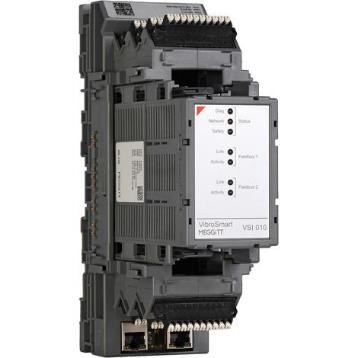 Diag
Network
Status
Safety
Link
Fieldbus 1
Activity
Link
Fieldbus 2
Activity
VibroSmart
MEGGiTT
VSI 010